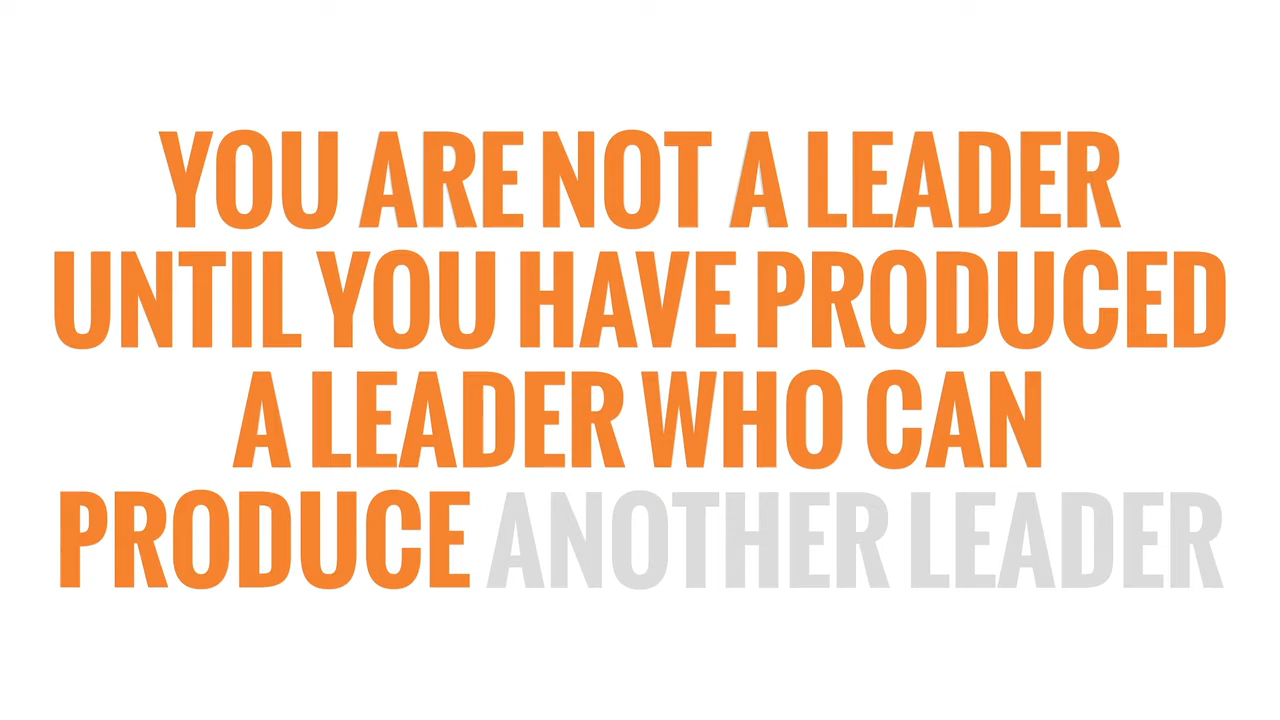 YOU ARE NOT A LEADER
UNTIL YOU HAVE PRODUCED
A LEADER WHO CAN
PRODUCE ANOTHER LEADER